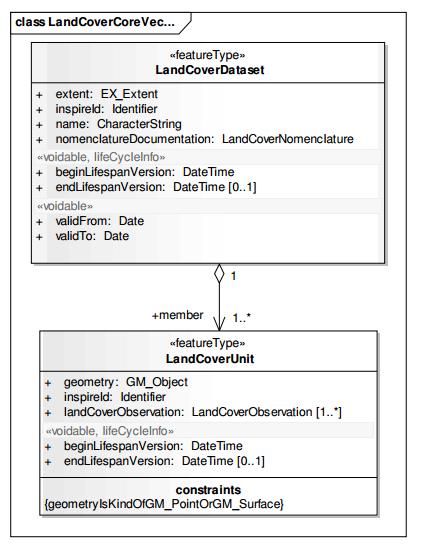 class LandCoverCoreVec...
«featureType»
LandCoverDataset
+ extent: EX_Extent
+ inspireId: Identifier
+ name: CharacterString
+ nomenclatureDocumentation: LandCoverNomenclature
«voidable, lifeCycleInfo»
+ beginLifespanVersion: DateTime
+ endLifespanVersion: DateTime [0..1]
«voidable»
+ validFrom: Date
+ validTo: Date
1
+member
1..*
«featureType»
LandCoverUnit
+ geometry: GM_Object
+ inspireId: Identifier
+ landCoverObservation: LandCoverObservation [1..*]
«voidable, lifeCycleInfo»
+ beginLifespanVersion: DateTime
+ endLifespanVersion: DateTime [0..1]
constraints
{geometryIsKindOfGM_PointOrGM_Surface}